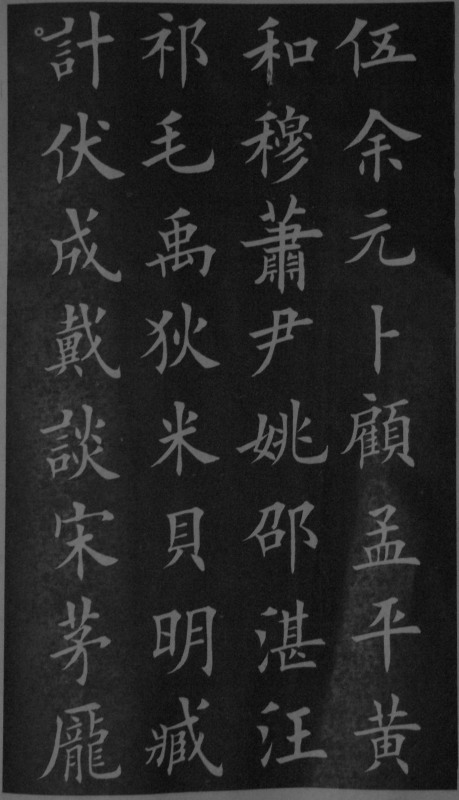 伍余元卜顧孟平黄
和穆蕭尹姚邵湛汪
祁毛禹狄米貝明臧
計伏成戴談宋茅龐